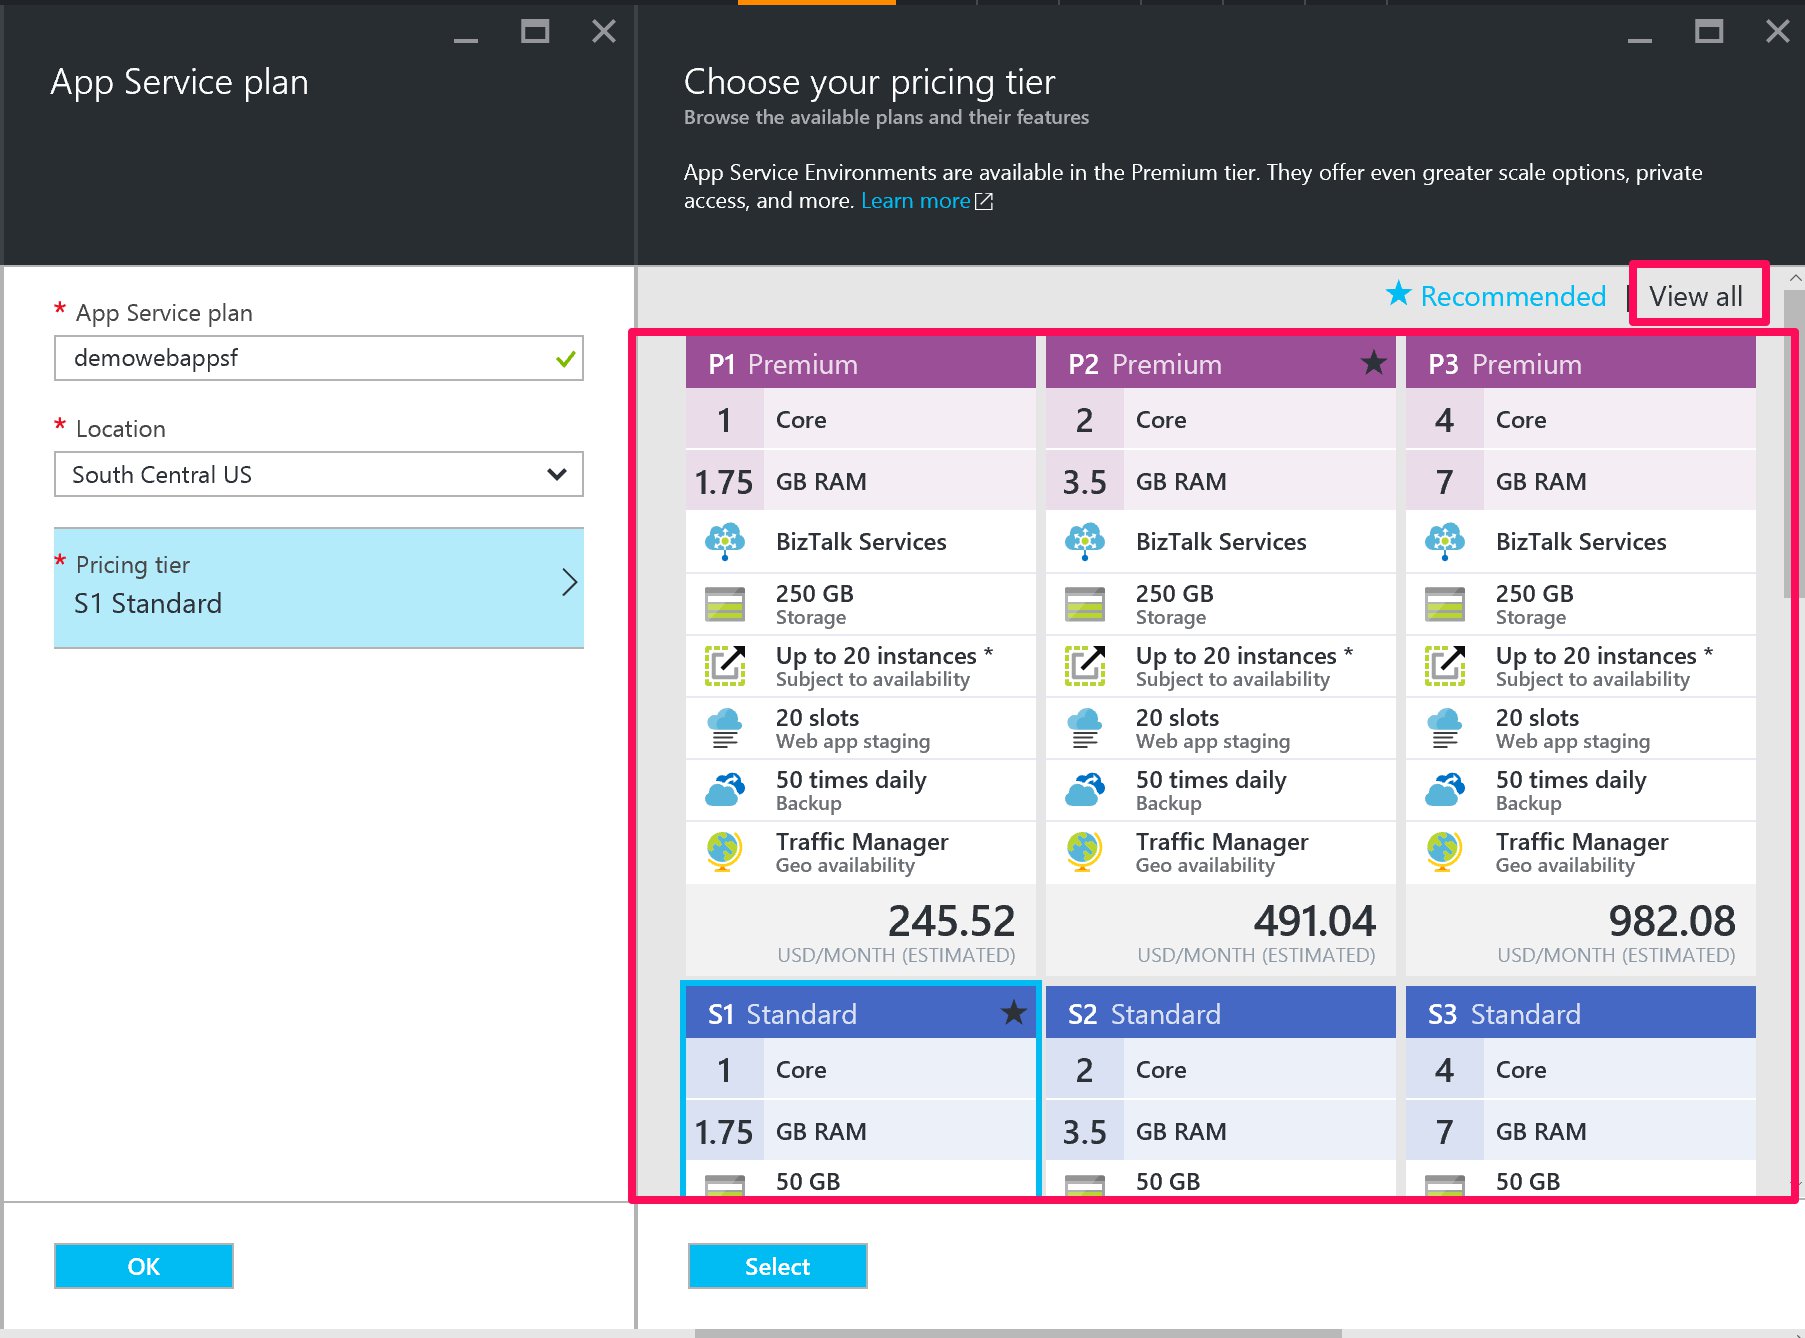 App Service plan
* App Service plan
demowebappsf
* Location
South Central US
* Pricing tier
S1 Standard
OK
Choose your pricing tier
Browse the available plans and their features
App Service Environments are available in the Premium tier. They offer even greater scale options, private
access, and more. Learn more
★ Recommended | View all
P1 Premium
1 Core
1.75 GB RAM
BizTalk Services
250 GB
Storage
Up to 20 instances *
Subject to availability
20 slots
Web app staging
50 times daily
Backup
Traffic Manager
Geo availability
245.52
USD/MONTH (ESTIMATED)
P2 Premium ★
2 Core
3.5 GB RAM
BizTalk Services
250 GB
Storage
Up to 20 instances *
Subject to availability
20 slots
Web app staging
50 times daily
Backup
Traffic Manager
Geo availability
491.04
USD/MONTH (ESTIMATED)
P3 Premium
4 Core
7 GB RAM
BizTalk Services
250 GB
Storage
Up to 20 instances *
Subject to availability
20 slots
Web app staging
50 times daily
Backup
Traffic Manager
Geo availability
982.08
USD/MONTH (ESTIMATED)
S1 Standard ★
1 Core
1.75 GB RAM
50 GB
S2 Standard
2 Core
3.5 GB RAM
50 GB
S3 Standard
4 Core
7 GB RAM
50 GB
Select